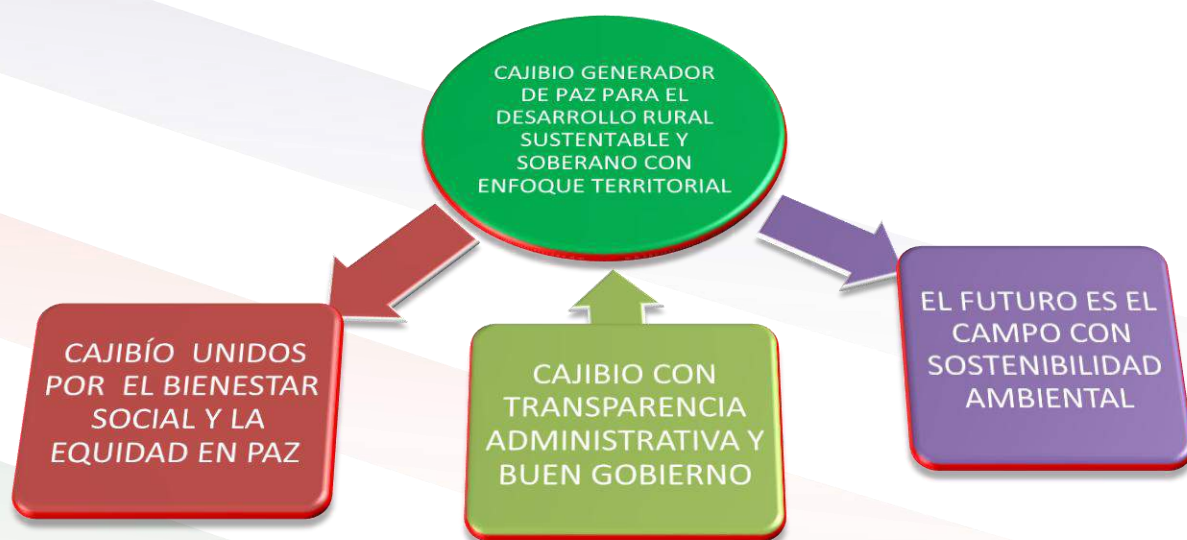 CAJIBIO GENERADOR
DE PAZ PARA EL
DESARROLLO RURAL
SUSTENTABLE Y
SOBERANO CON
ENFOQUE TERRITORIAL
CAJIBÍO UNIDOS
POR EL BIENESTAR
SOCIAL Y LA
EQUIDAD EN PAZ
CAJIBIO CON
TRANSPARENCIA
ADMINISTRATIVA Y
BUEN GOBIERNO
EL FUTURO ES EL
CAMPO CON
SOSTENIBILIDAD
AMBIENTAL